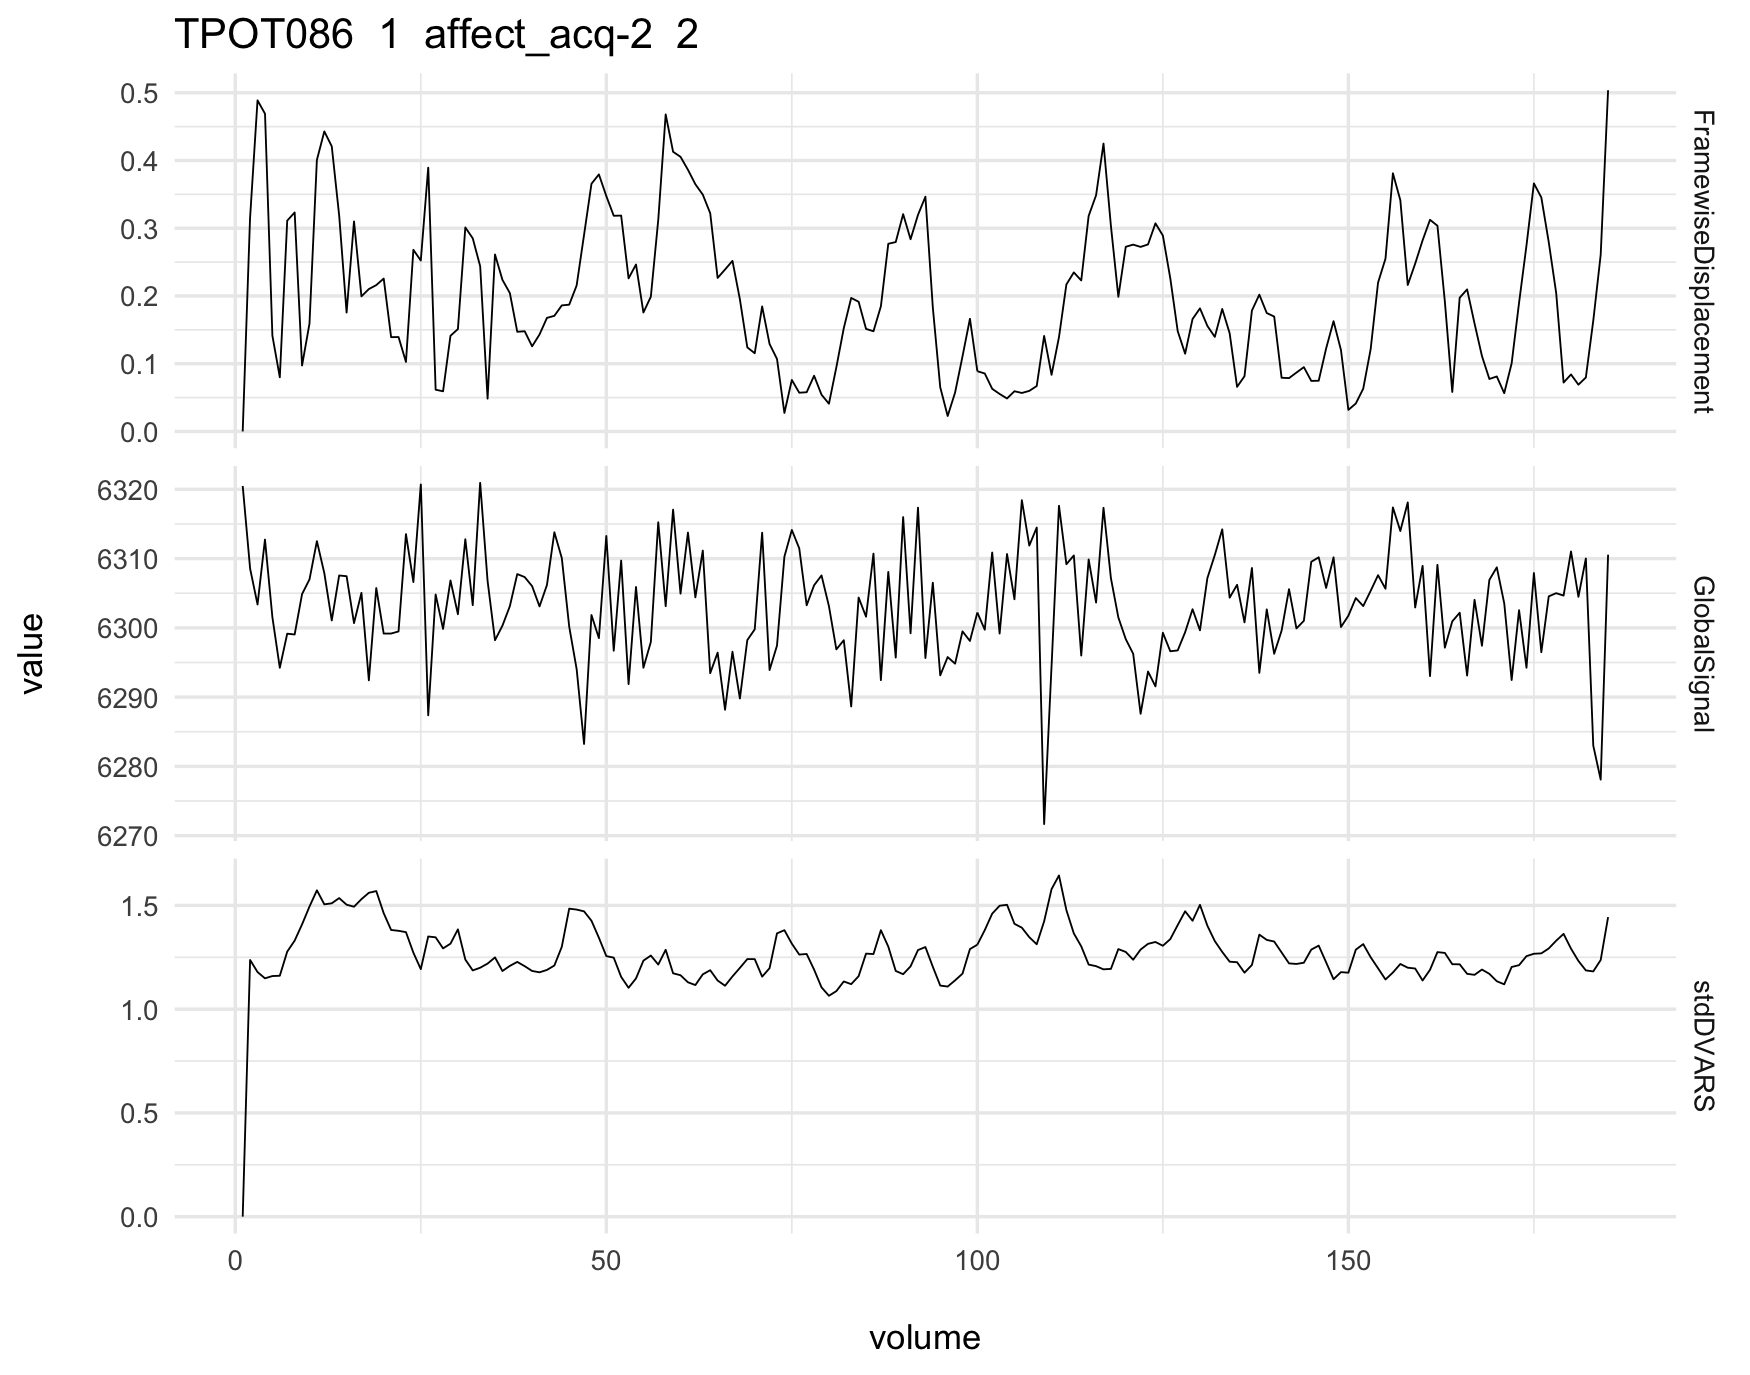 TPOT086 1 affect_acq-2 2
0.5
0.4
0.3
0.2
0.1
0.0
FramewiseDisplacement
6320
6310
6300
6290
6280
6270
GlobalSignal
value
1.5
1.0
0.5
0.0
stdDVARS
0 50 100 150
volume